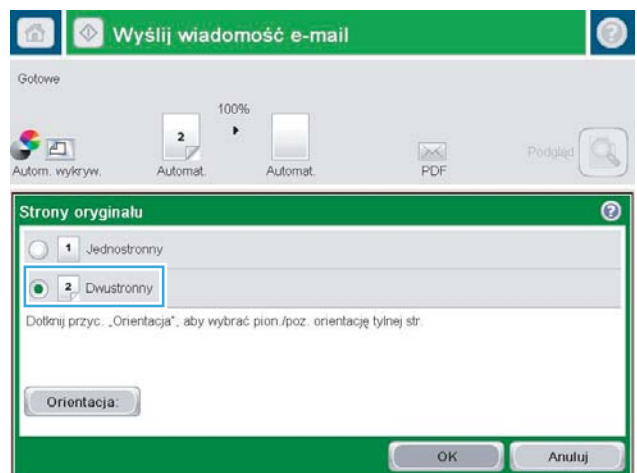 Wyślij wiadomość e-mail
Gotowe
100%
2
Autom. wykryw.
Automat.
Automat.
PDF
Podgląd
Strony oryginału
1 Jednostronny
2 Dwustronny
Dotknij przyc. „Orientacja", aby wybrać pion./poz. orientację tylnej str.
Orientacja:
OK
Anuluj